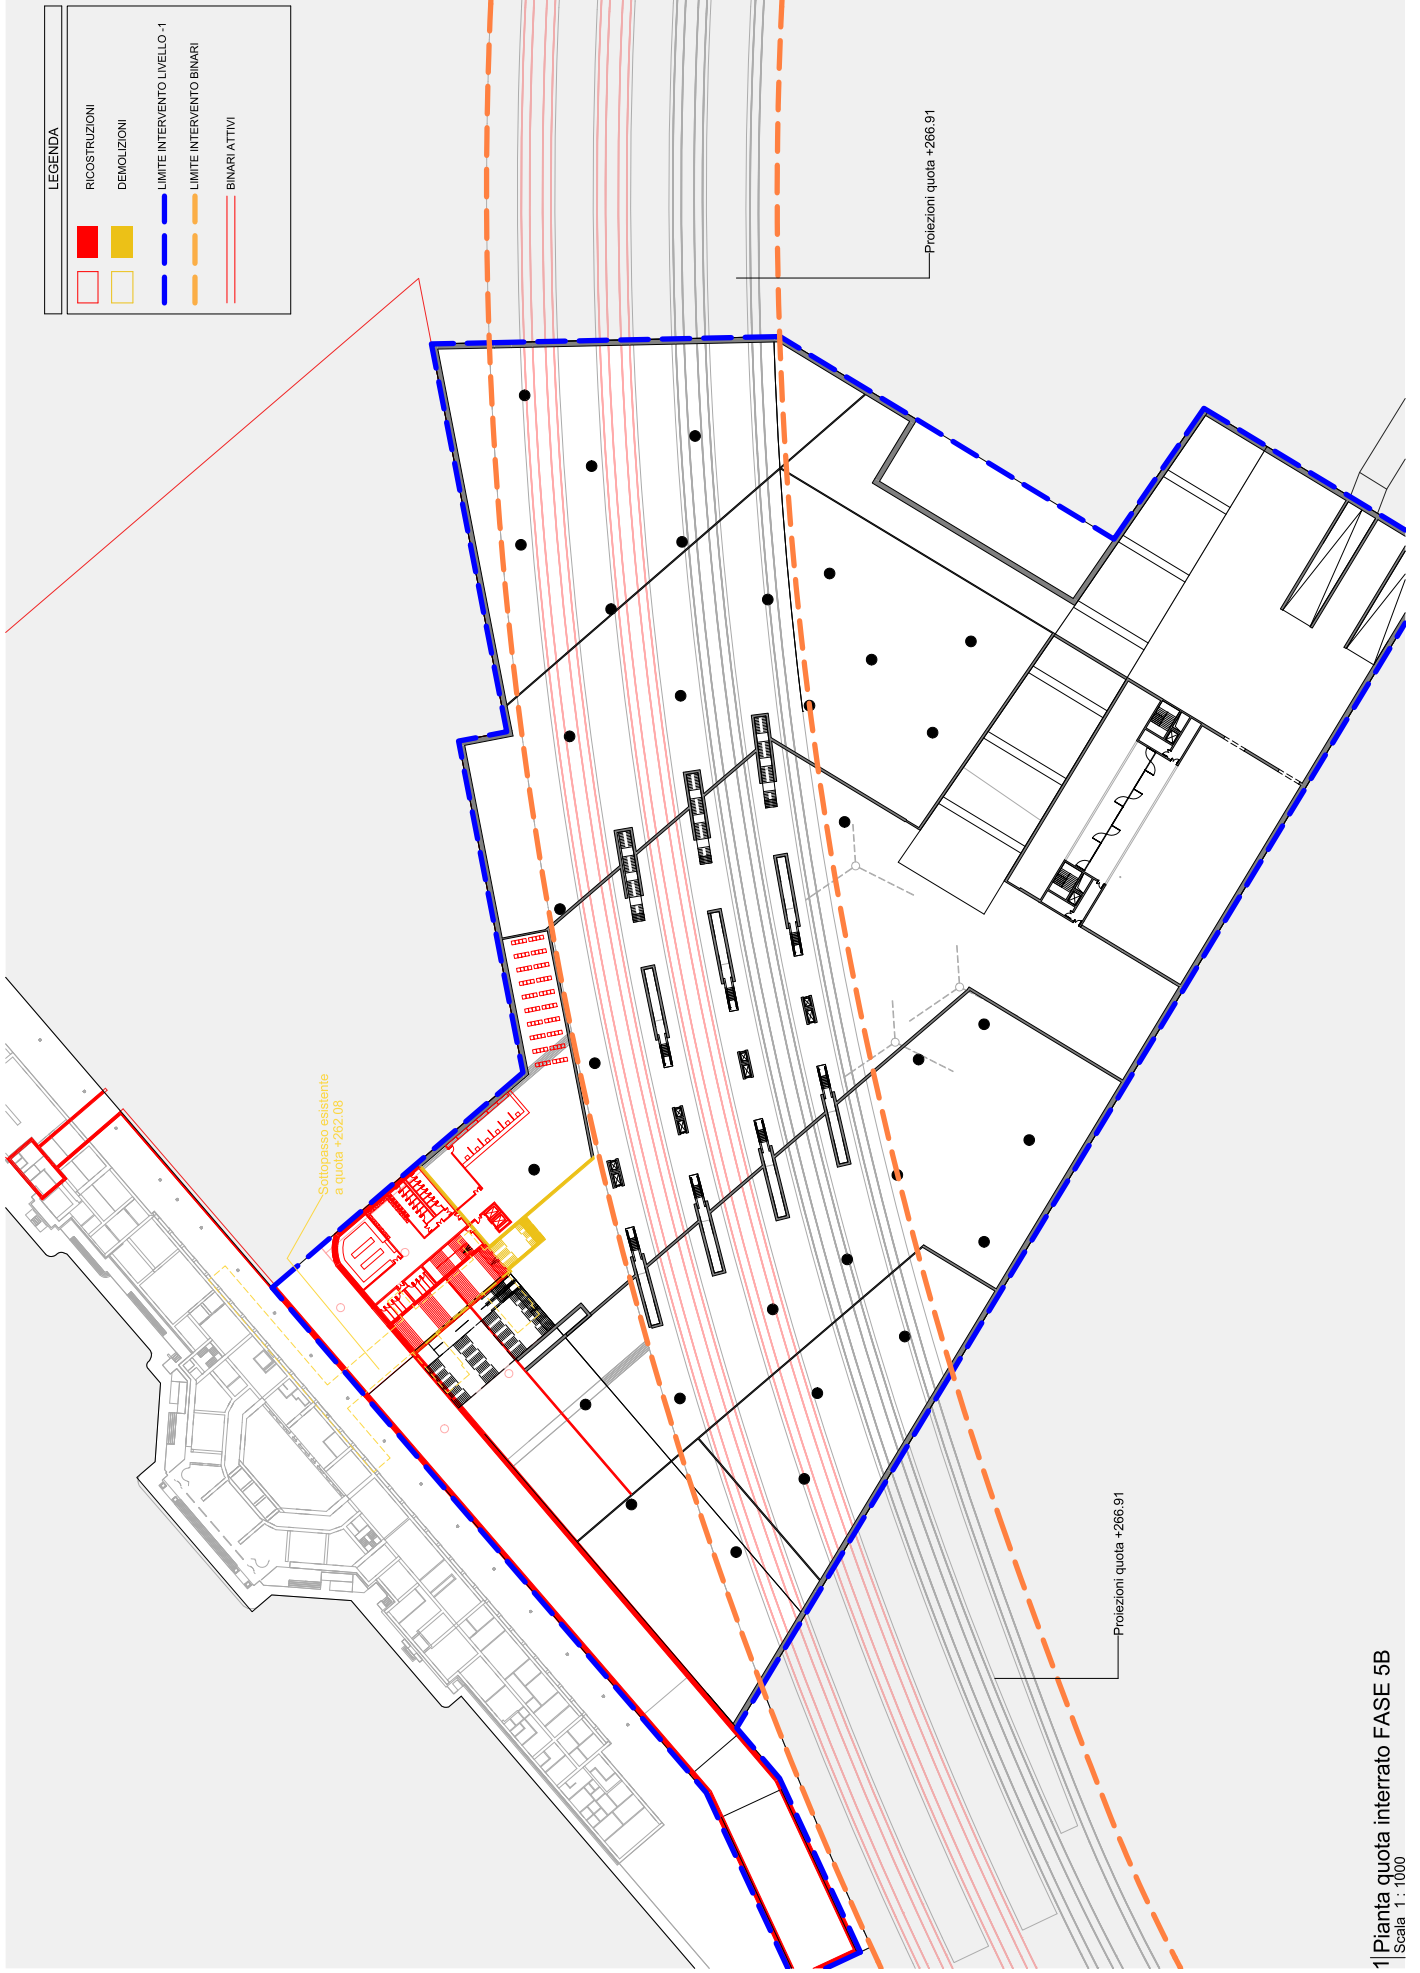 LEGENDA
RICOSTRUZIONI
DEMOLIZIONI
LIMITE INTERVENTO LIVELLO -1
LIMITE INTERVENTO BINARI
BINARI ATTIVI
Proiezioni quota +266.91
Sottopasso esistente
a quota +262.08
Proiezioni quota +266.91
1 Pianta quota interrato FASE 5B
Scala 1 : 1000